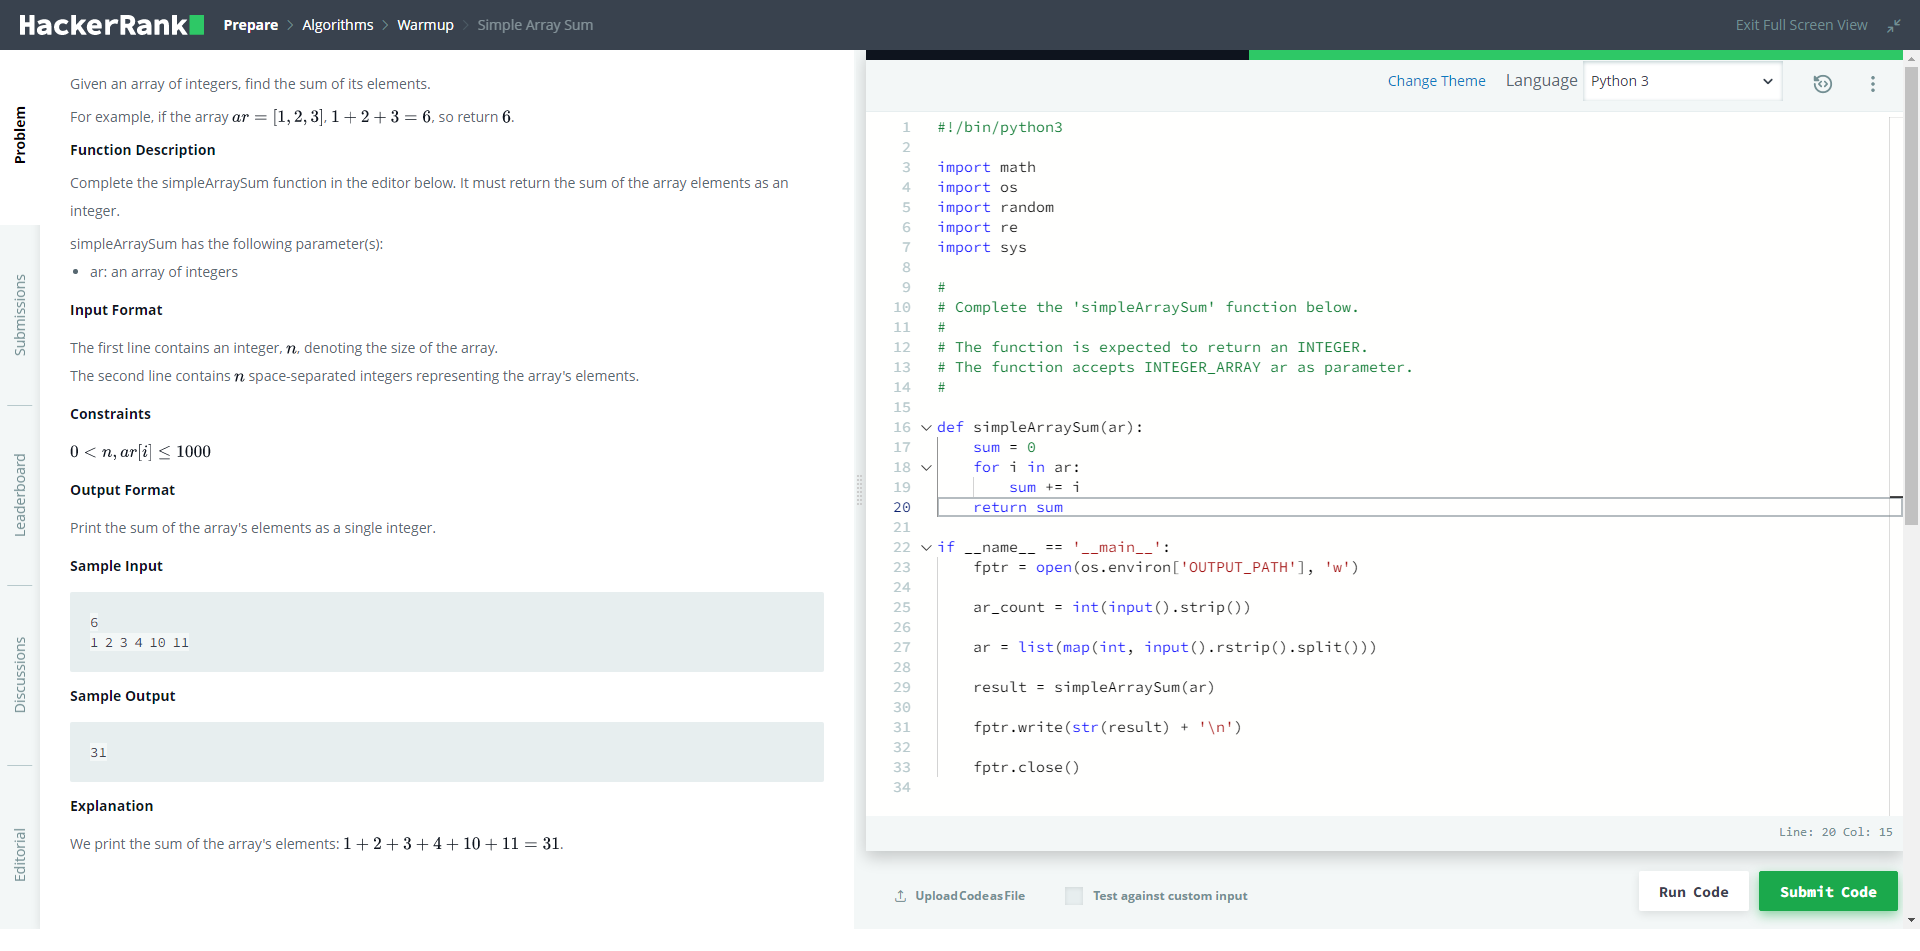 HackerRank Prepare > Algorithms > Warmup > Simple Array Sum
Exit Full Screen View
Problem
Submissions
Leaderboard
Discussions
Editorial
Given an array of integers, find the sum of its elements.
For example, if the array ar = [1, 2, 3], 1 + 2 + 3 = 6, so return 6.
Function Description
Complete the simpleArraySum function in the editor below. It must return the sum of the array elements as an
integer.
simpleArraySum has the following parameter(s):
• ar: an array of integers
Input Format
The first line contains an integer, n, denoting the size of the array.
The second line contains n space-separated integers representing the array's elements.
Constraints
0 < n, ar[i] ≤ 1000
Output Format
Print the sum of the array's elements as a single integer.
Sample Input
6
1 2 3 4 10 11
Sample Output
31
Explanation
We print the sum of the array's elements: 1 + 2 + 3 + 4 + 10 + 11 = 31.
Change Theme Language Python 3
1 #!/bin/python3
2
3 import math
4 import os
5 import random
6 import re
7 import sys
8
9 #
10 # Complete the 'simpleArraySum' function below.
11 #
12 # The function is expected to return an INTEGER.
13 # The function accepts INTEGER_ARRAY ar as parameter.
14 #
15
16 def simpleArraySum(ar):
17     sum = 0
18     for i in ar:
19         sum += i
20     return sum
21
22 if __name__ == '__main__':
23     fptr = open(os.environ['OUTPUT_PATH'], 'w')
24
25     ar_count = int(input().strip())
26
27     ar = list(map(int, input().rstrip().split()))
28
29     result = simpleArraySum(ar)
30
31     fptr.write(str(result) + '\n')
32
33     fptr.close()
34
Line: 20 Col: 15
Upload Code as File
Test against custom input
Run Code
Submit Code